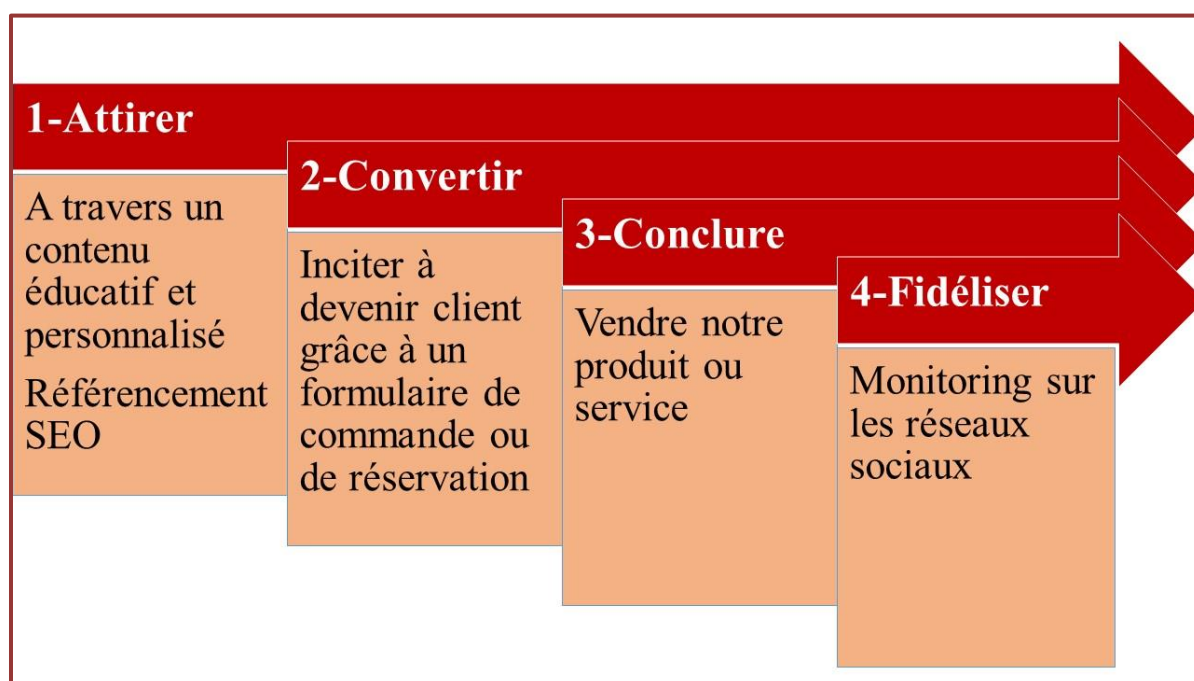 1-Attirer
A travers un
contenu
éducatif et
personnalisé
Référencement
SEO
2-Convertir
Inciter à
devenir client
grâce à un
formulaire de
commande ou
de réservation
3-Conclure
Vendre notre
produit ou
service
4-Fidéliser
Monitoring sur
les réseaux
sociaux